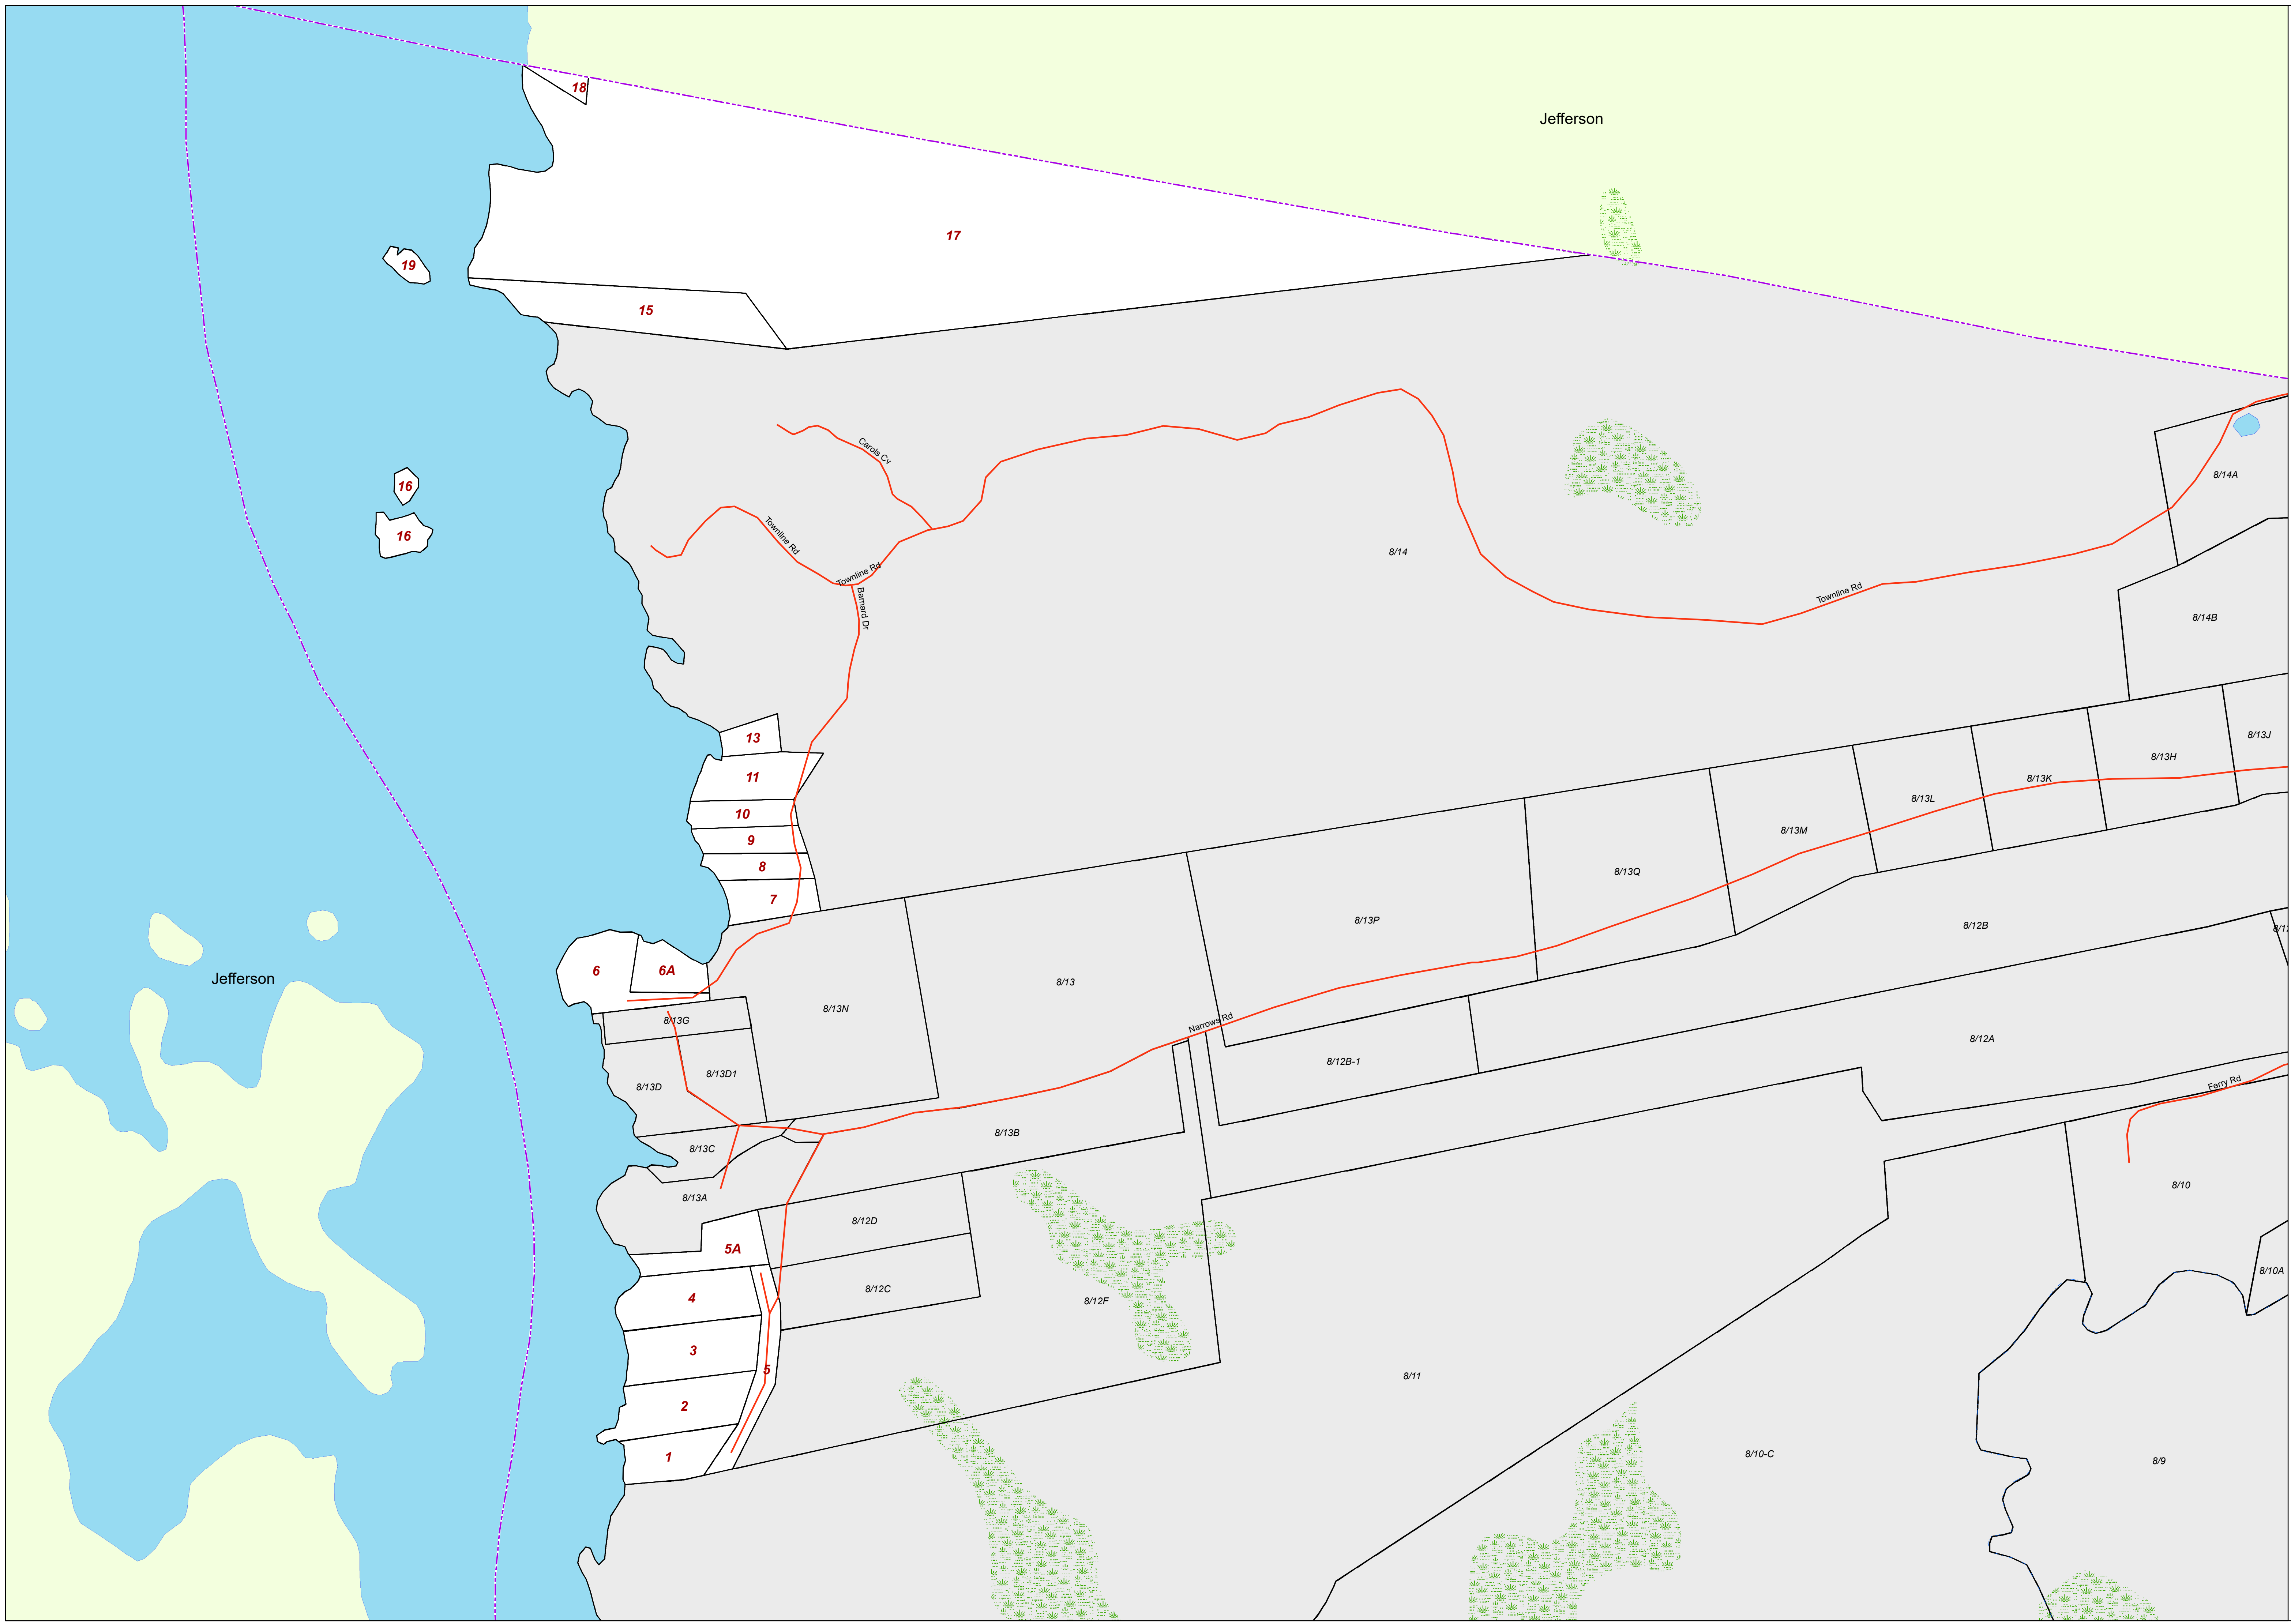 18
Jefferson
17
19
15
Carols Cv
8/14A
16
Townline Rd
16
8/14
Townline Rd
Townline Rd
Barnard Dr
8/14B
13
8/13J
8/13H
11
8/13K
8/13L
10
8/13M
9
8
8/13Q
7
8/13P
8/12B
6
6A
Jefferson
8/13
8/13N
8/13G
Narrows Rd
8/12A
8/12B-1
8/13D1
8/13D
Ferry Rd
8/13B
8/13C
8/10
8/13A
8/12D
5A
8/10A
8/12C
4
8/12F
3
5
8/11
2
8/10-C
1
8/9